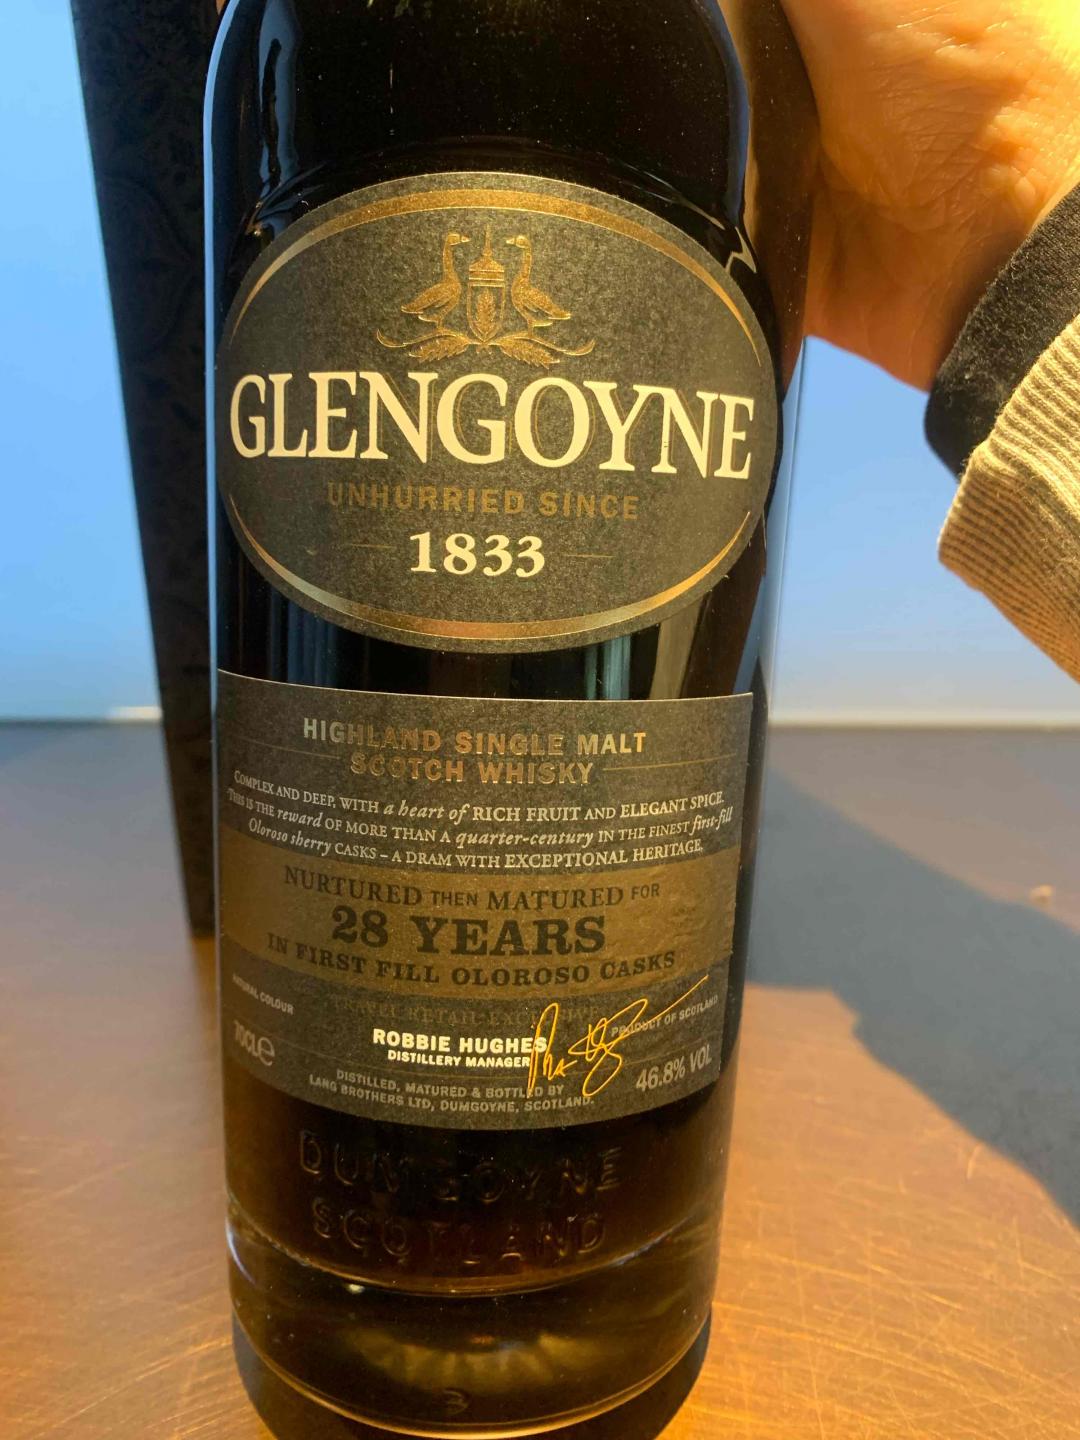 GLENGOYNE
UNHURRIED SINCE
1833
HIGHLAND SINGLE MALT
SCOTCH WHISKY
COMPLEX AND DEEP, WITH a heart of RICH FRUIT AND ELEGANT SPICE.
THIS IS THE reward OF MORE THAN A quarter-century IN THE FINEST first-fill
Oloroso sherry CASKS – A DRAM WITH EXCEPTIONAL HERITAGE.
NURTURED THEN MATURED FOR
28 YEARS
IN FIRST FILL OLOROSO CASKS
NATURAL COLOUR
TRAVEL RETAIL EXCLUSIVE
PRODUCT OF SCOTLAND
70CLe
ROBBIE HUGHES
DISTILLERY MANAGER
46.8% VOL
DISTILLED, MATURED & BOTTLED BY
LANG BROTHERS LTD, DUMGOYNE, SCOTLAND.
DUMGOYNE
SCOTLAND
3